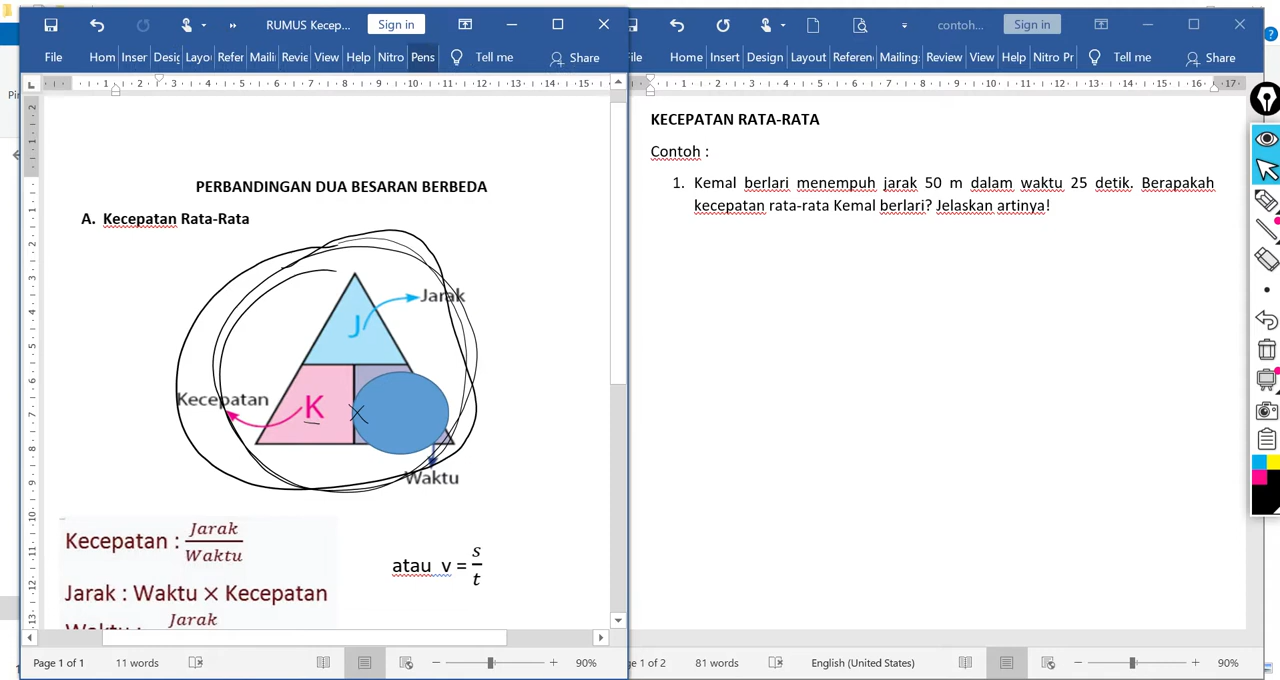 RUMUS Kecep...
Sign in
File
Hom
Inser
Desig
Layo
Refer
Maili
Revie
View
Help
Nitro
Pens
Tell me
Share
PERBANDINGAN DUA BESARAN BERBEDA
A. Kecepatan Rata-Rata
J
Jarak
K
Kecepatan
×
Waktu
Kecepatan : Jarak/Waktu
atau v = s/t
Jarak : Waktu × Kecepatan
Waktu : Jarak
Page 1 of 1
11 words
90%
contoh...
Sign in
File
Home
Insert
Design
Layout
Referen
Mailing:
Review
View
Help
Nitro Pr
Tell me
Share
KECEPATAN RATA-RATA
Contoh :
1. Kemal berlari menempuh jarak 50 m dalam waktu 25 detik. Berapakah
kecepatan rata-rata Kemal berlari? Jelaskan artinya!
ge 1 of 2
81 words
English (United States)
90%